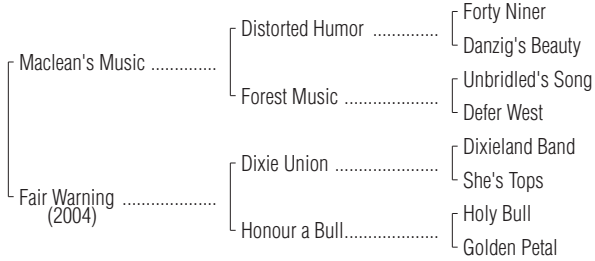 Forty Niner
Distorted Humor ..............
Danzig's Beauty
Maclean's Music ..............
Unbridled's Song
Forest Music ....................
Defer West
Dixieland Band
Dixie Union ......................
She's Tops
Fair Warning ....................
(2004)
Holy Bull
Honour a Bull....................
Golden Petal